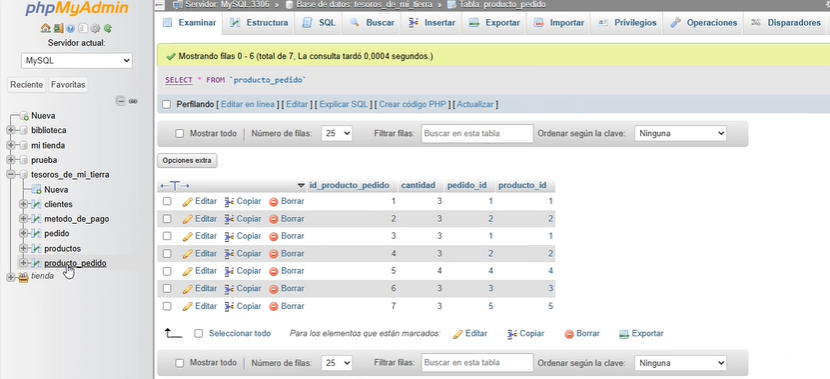 phpMyAdmin
Servidor actual:
MySQL
Reciente Favoritas
Nueva
biblioteca
mi tienda
prueba
tesoros_de_mi_tierra
Nueva
clientes
metodo_de_pago
pedido
productos
producto_pedido
tienda
Servidor: MySQL:3306 » Base de datos: tesoros_de_mi_tierra » Tabla: producto_pedido
Examinar Estructura SQL Buscar Insertar Exportar Importar Privilegios Operaciones Disparadores
Mostrando filas 0 - 6 (total de 7, La consulta tardó 0,0004 segundos.)
SELECT * FROM `producto_pedido`
Perfilando [ Editar en línea ] [ Editar ] [ Explicar SQL ] [ Crear código PHP ] [ Actualizar ]
Mostrar todo Número de filas: 25 Filtrar filas: Buscar en esta tabla Ordenar según la clave: Ninguna
Opciones extra
id_producto_pedido cantidad pedido_id producto_id
Editar Copiar Borrar 1 3 1 1
Editar Copiar Borrar 2 3 2 2
Editar Copiar Borrar 3 3 1 1
Editar Copiar Borrar 4 3 2 2
Editar Copiar Borrar 5 4 4 4
Editar Copiar Borrar 6 3 3 3
Editar Copiar Borrar 7 3 5 5
Seleccionar todo Para los elementos que están marcados: Editar Copiar Borrar Exportar
Mostrar todo Número de filas: 25 Filtrar filas: Buscar en esta tabla Ordenar según la clave: Ninguna